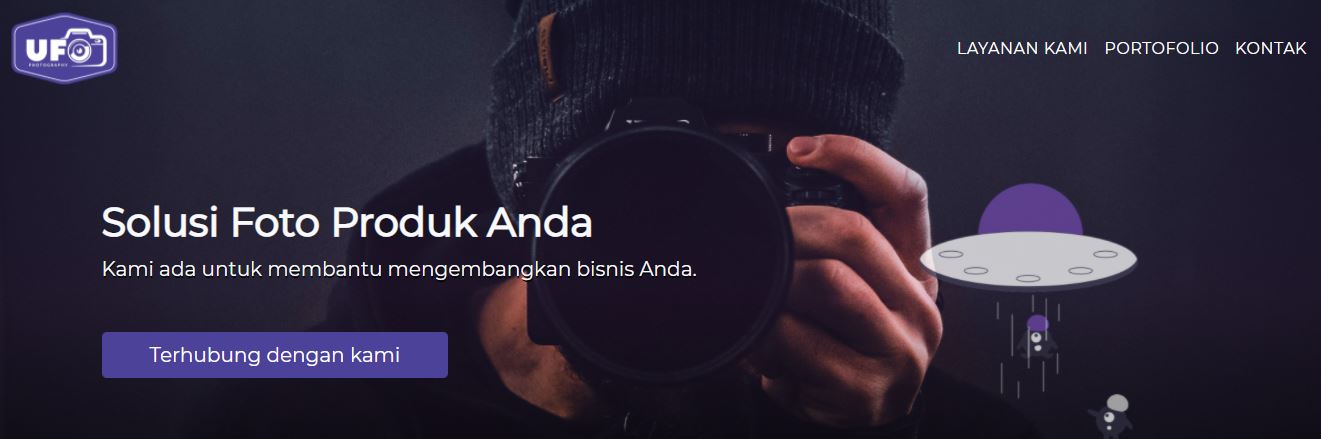 UFO
PHOTOGRAPHY
LAYANAN KAMI PORTOFOLIO KONTAK
Solusi Foto Produk Anda
Kami ada untuk membantu mengembangkan bisnis Anda.
Terhubung dengan kami